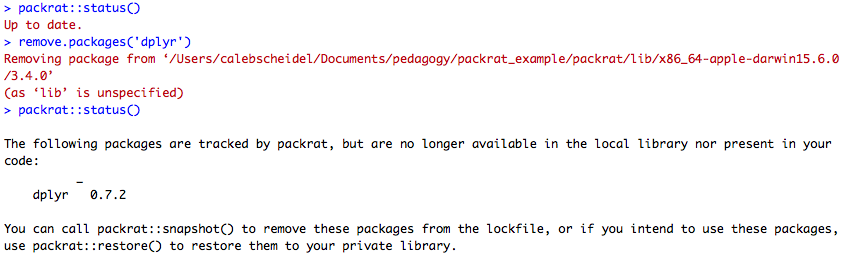 > packrat::status()
Up to date.
> remove.packages('dplyr')
Removing package from ‘/Users/calebscheidel/Documents/pedagogy/packrat_example/packrat/lib/x86_64-apple-darwin15.6.0
/3.4.0’
(as ‘lib’ is unspecified)
> packrat::status()
The following packages are tracked by packrat, but are no longer available in the local library nor present in your
code:
_
dplyr   0.7.2
You can call packrat::snapshot() to remove these packages from the lockfile, or if you intend to use these packages,
use packrat::restore() to restore them to your private library.